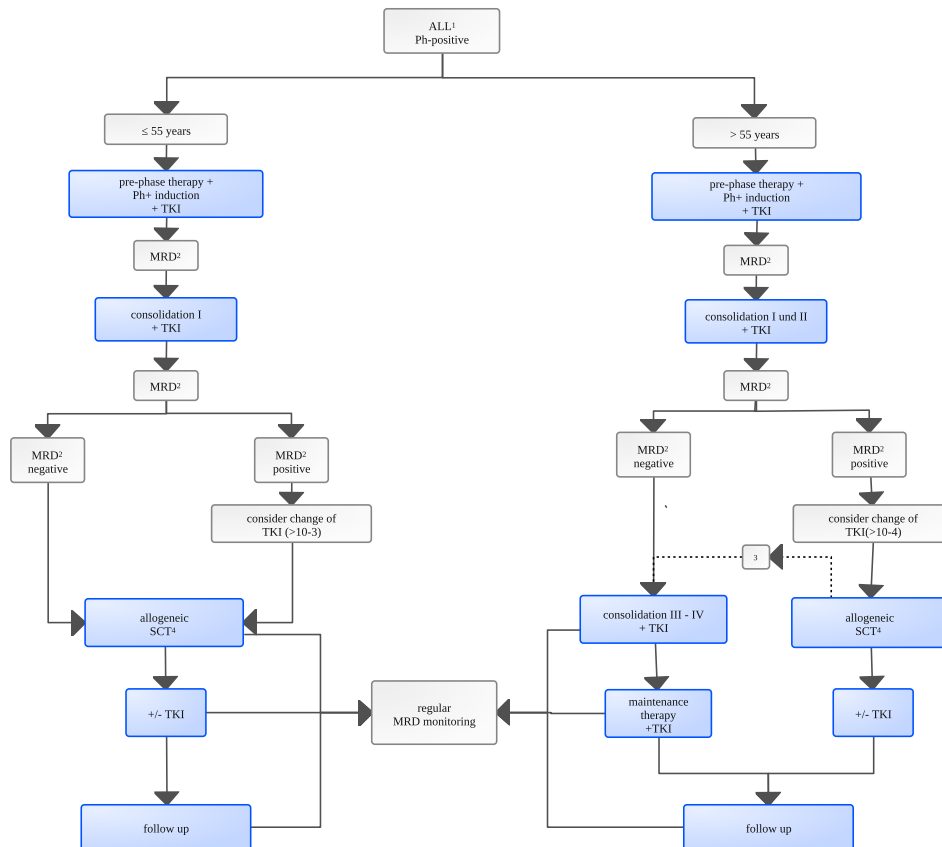 ALL¹
Ph-positive
≤ 55 years
> 55 years
pre-phase therapy +
Ph+ induction
+ TKI
pre-phase therapy +
Ph+ induction
+ TKI
MRD²
MRD²
consolidation I
+ TKI
consolidation I und II
+ TKI
MRD²
MRD²
MRD²
negative
MRD²
positive
MRD²
negative
MRD²
positive
consider change of
TKI (>10-3)
consider change of
TKI(>10-4)
3
allogeneic
SCT⁴
consolidation III - IV
+ TKI
allogeneic
SCT⁴
+/- TKI
regular
MRD monitoring
maintenance
therapy
+TKI
+/- TKI
follow up
follow up